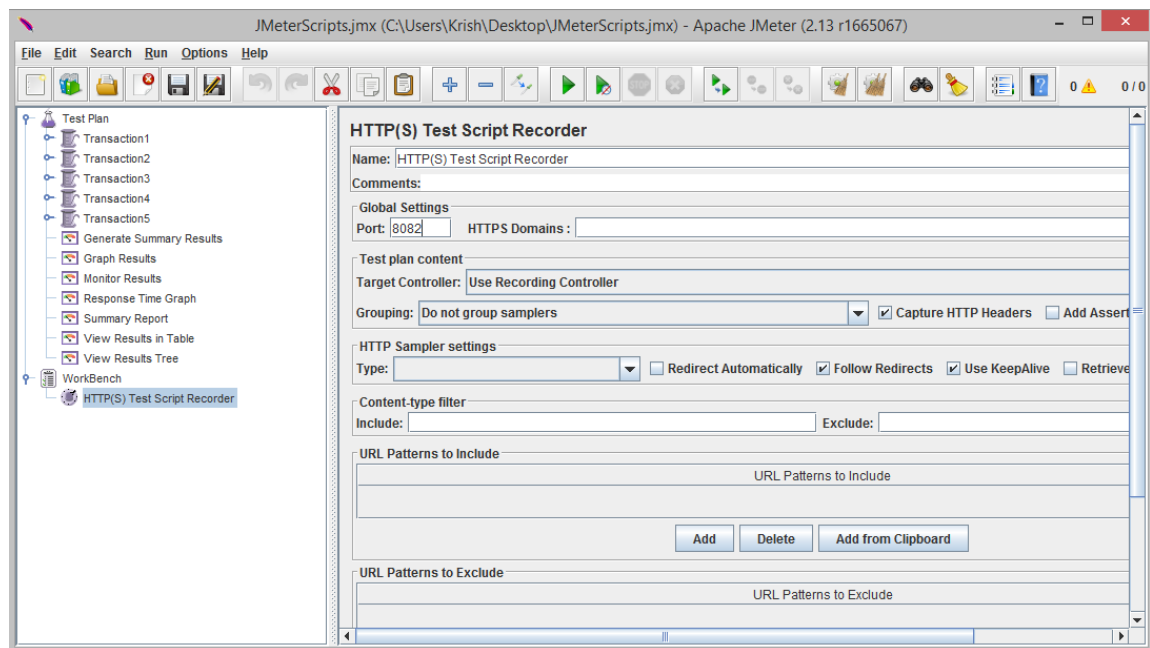 JMeterScripts.jmx (C:\Users\Krish\Desktop\JMeterScripts.jmx) - Apache JMeter (2.13 r1665067)
File Edit Search Run Options Help
STOP
0
0 / 0
Test Plan
Transaction1
Transaction2
Transaction3
Transaction4
Transaction5
Generate Summary Results
Graph Results
Monitor Results
Response Time Graph
Summary Report
View Results in Table
View Results Tree
WorkBench
HTTP(S) Test Script Recorder
HTTP(S) Test Script Recorder
Name: HTTP(S) Test Script Recorder
Comments:
Global Settings
Port: 8082 HTTPS Domains :
Test plan content
Target Controller: Use Recording Controller
Grouping: Do not group samplers Capture HTTP Headers Add Assert
HTTP Sampler settings
Type: Redirect Automatically Follow Redirects Use KeepAlive Retrieve
Content-type filter
Include: Exclude:
URL Patterns to Include
URL Patterns to Include
Add Delete Add from Clipboard
URL Patterns to Exclude
URL Patterns to Exclude